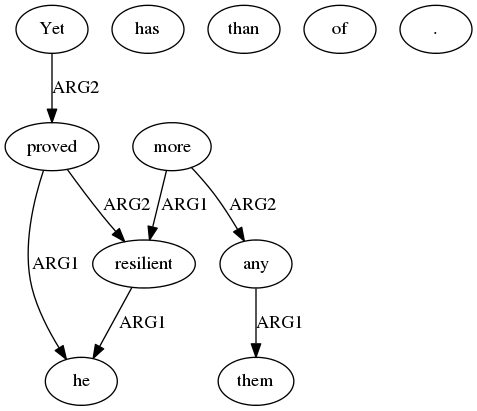 Yet has than of .
ARG2
proved more
ARG2 ARG1 ARG2
resilient any
ARG1 ARG1 ARG1
he them